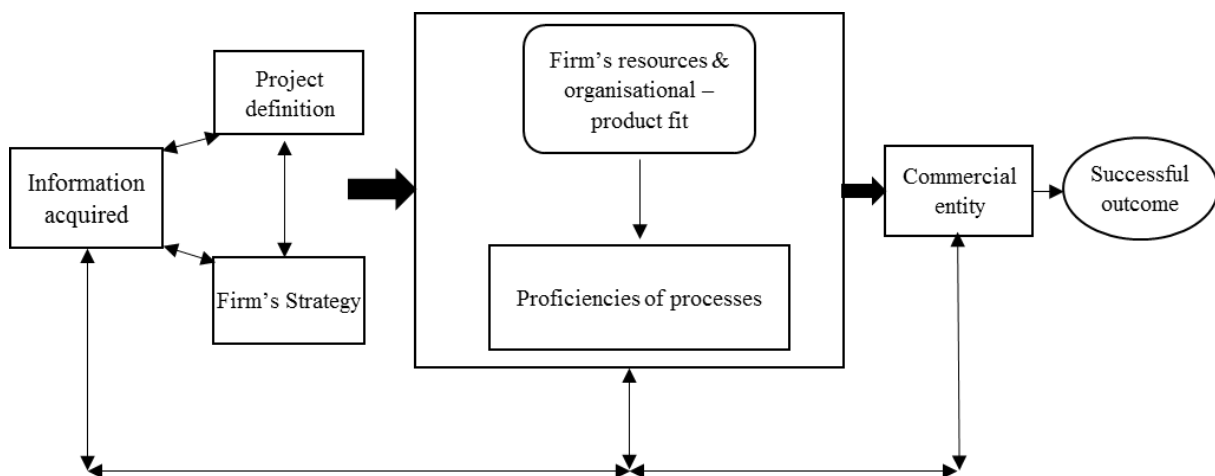 Project
definition
Information
acquired
Firm's Strategy
Firm's resources &
organisational –
product fit
Proficiencies of processes
Commercial
entity
Successful
outcome